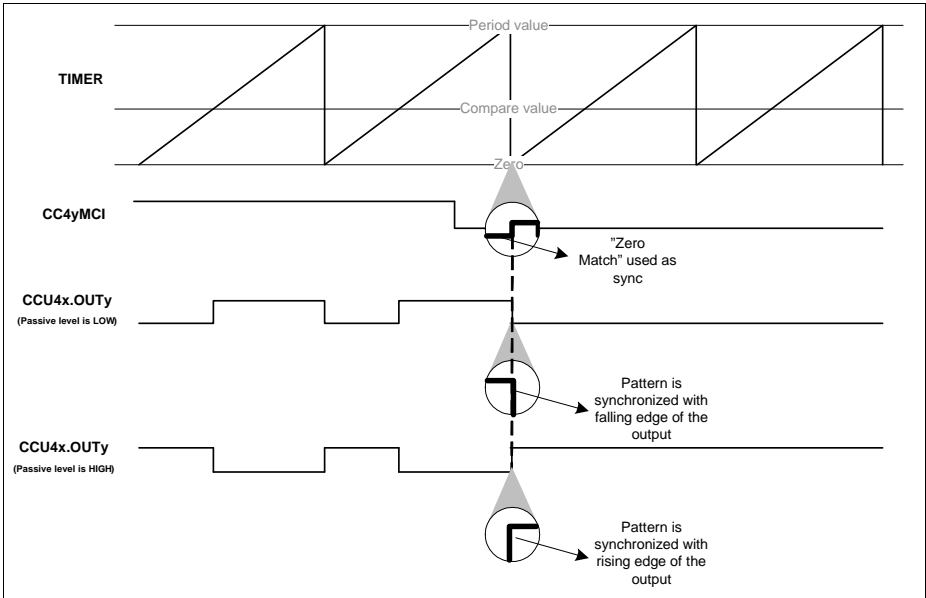 Period value
TIMER
Compare value
Zero
CC4yMCI
"Zero
Match" used as
sync
CCU4x.OUTy
(Passive level is LOW)
Pattern is
synchronized with
falling edge of the
output
CCU4x.OUTy
(Passive level is HIGH)
Pattern is
synchronized with
rising edge of the
output